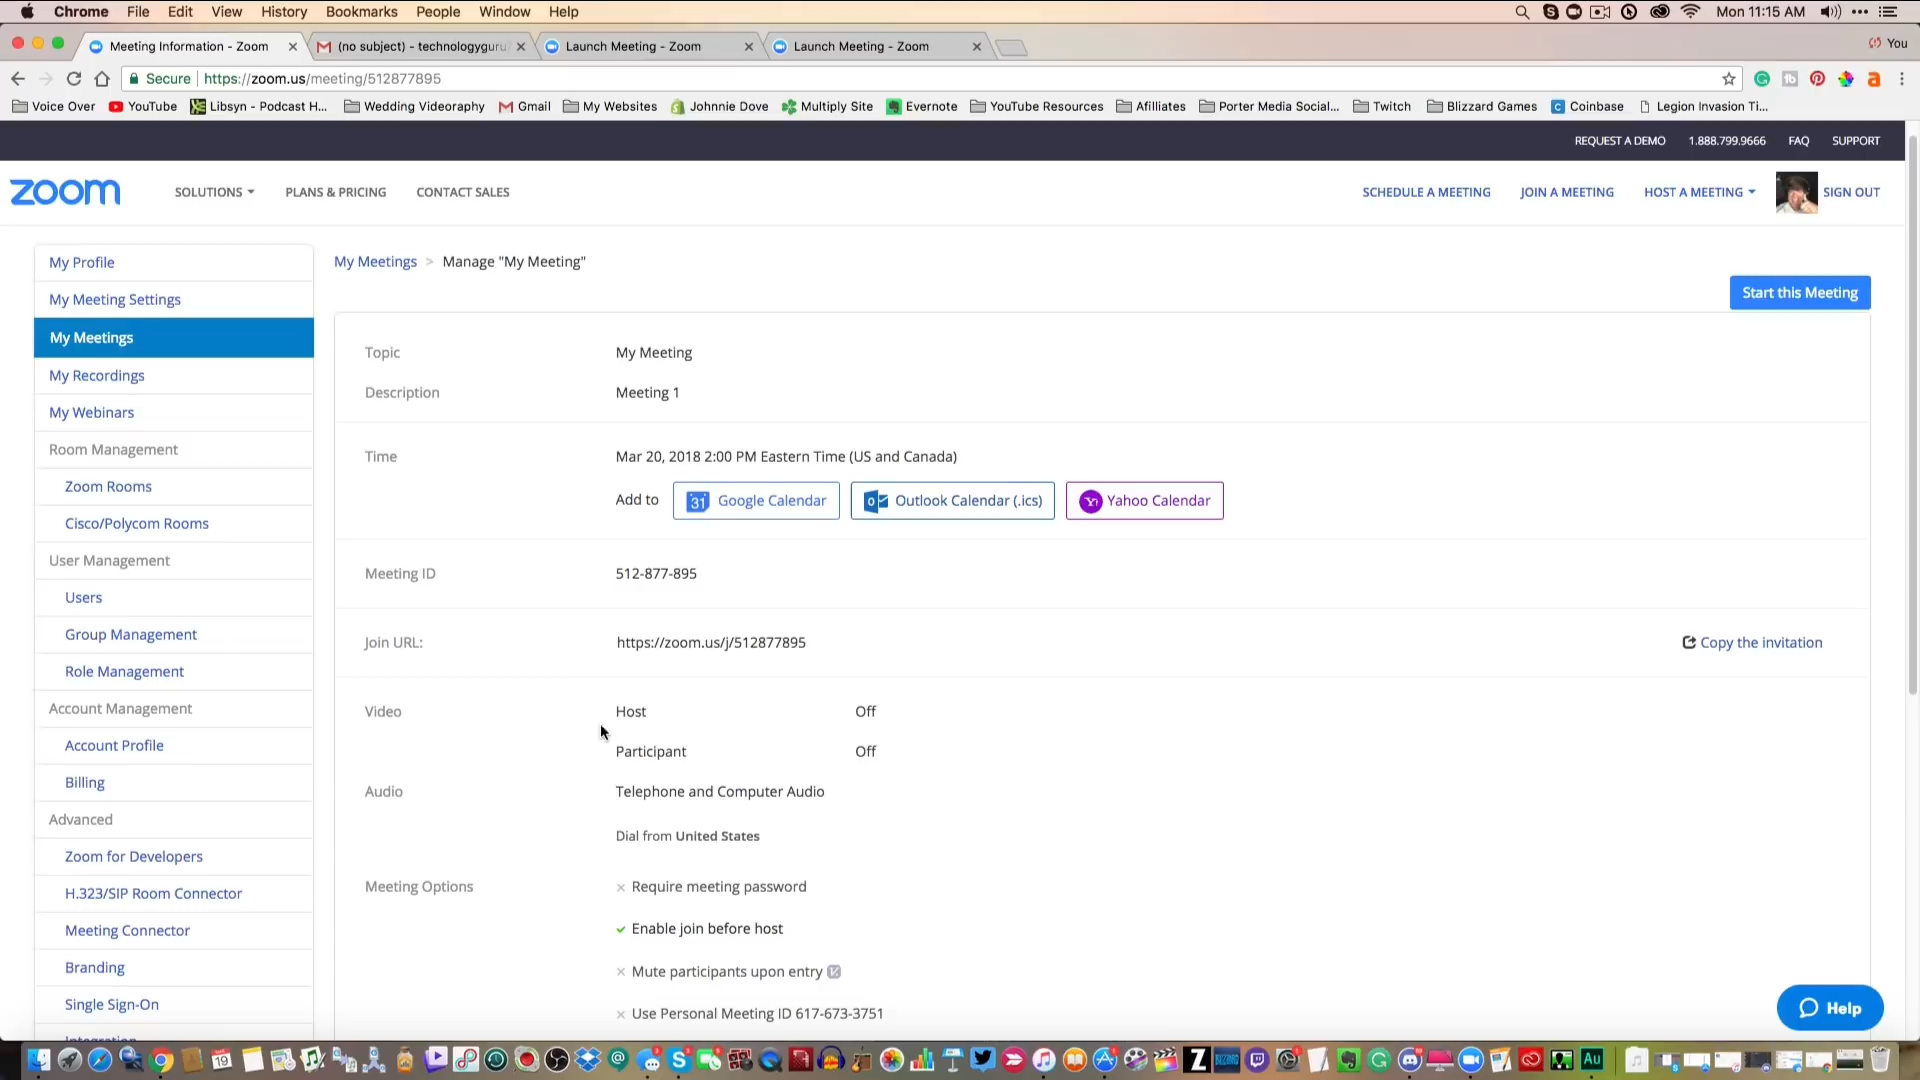 Chrome File Edit View History Bookmarks People Window Help Mon 11:15 AM
Meeting Information - Zoom (no subject) - technologyguru Launch Meeting - Zoom Launch Meeting - Zoom You
Secure https://zoom.us/meeting/512877895
Voice Over YouTube Libsyn - Podcast H... Wedding Videoraphy Gmail My Websites Johnnie Dove Multiply Site Evernote YouTube Resources Afilliates Porter Media Social... Twitch Blizzard Games Coinbase Legion Invasion Ti...
REQUEST A DEMO 1.888.799.9666 FAQ SUPPORT
zoom SOLUTIONS PLANS & PRICING CONTACT SALES SCHEDULE A MEETING JOIN A MEETING HOST A MEETING SIGN OUT
My Profile
My Meeting Settings
My Meetings
My Recordings
My Webinars
Room Management
Zoom Rooms
Cisco/Polycom Rooms
User Management
Users
Group Management
Role Management
Account Management
Account Profile
Billing
Advanced
Zoom for Developers
H.323/SIP Room Connector
Meeting Connector
Branding
Single Sign-On
Integration
My Meetings > Manage "My Meeting"
Start this Meeting
Topic My Meeting
Description Meeting 1
Time Mar 20, 2018 2:00 PM Eastern Time (US and Canada)
Add to 31 Google Calendar Outlook Calendar (.ics) Yahoo Calendar
Meeting ID 512-877-895
Join URL: https://zoom.us/j/512877895 Copy the invitation
Video Host Off
Participant Off
Audio Telephone and Computer Audio
Dial from United States
Meeting Options × Require meeting password
✓ Enable join before host
× Mute participants upon entry
× Use Personal Meeting ID 617-673-3751
Help